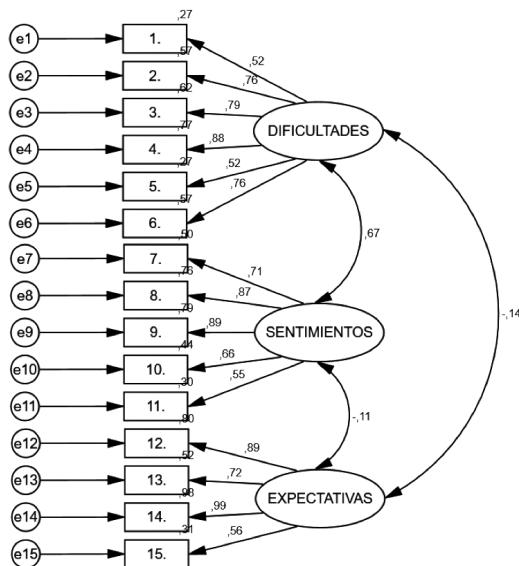 ,27
e1 1.
,57 ,52
e2 2. ,76
,62
e3 3. ,79
,77 DIFICULTADES
e4 4. ,88
,27
e5 5. ,52
,57 ,76
e6 6.
,50 ,67
e7 7. ,71
,76
e8 8. ,87
,79 -,14
e9 9. ,89 SENTIMIENTOS
,44
e10 10. ,66
,30 ,55
e11 11.
,80 -,11
e12 12. ,89
,52
e13 13. ,72
,98 EXPECTATIVAS
e14 14. ,99
,31 ,56
e15 15.